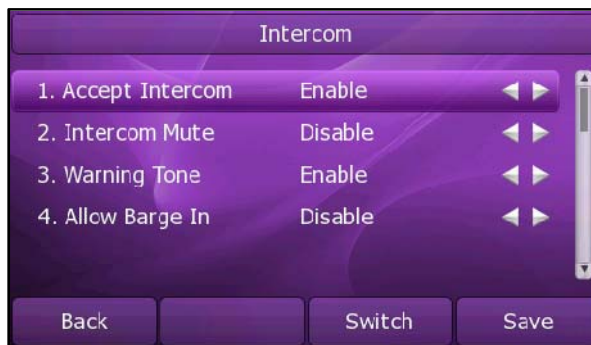 Intercom
1. Accept Intercom Enable
2. Intercom Mute Disable
3. Warning Tone Enable
4. Allow Barge In Disable
Back Switch Save